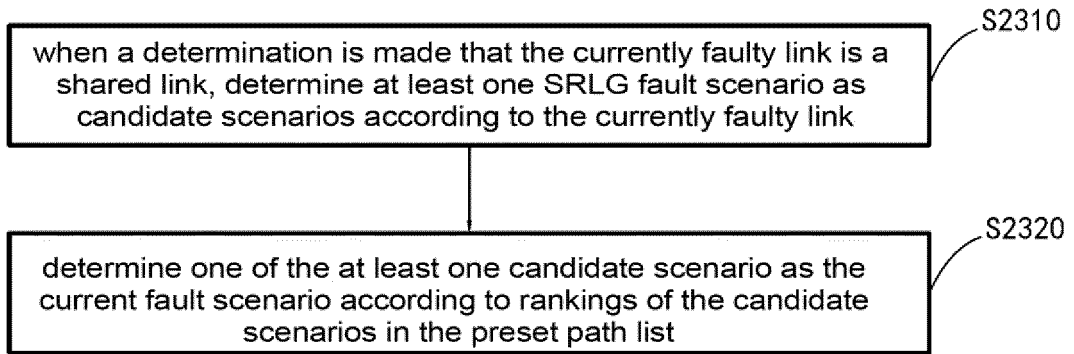 S2310
when a determination is made that the currently faulty link is a
shared link, determine at least one SRLG fault scenario as
candidate scenarios according to the currently faulty link
S2320
determine one of the at least one candidate scenario as the
current fault scenario according to rankings of the candidate
scenarios in the preset path list